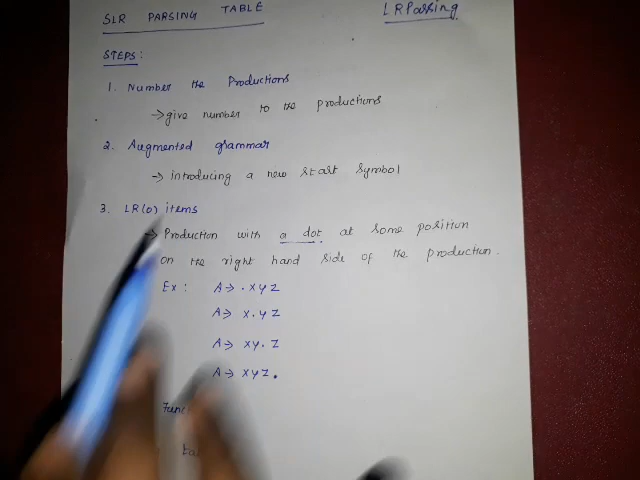 SLR PARSING TABLE
LR Parsing
STEPS:
1. Number the Productions
→ give number to the productions
2. Augmented grammar
→ introducing a new start symbol
3. LR(0) items
→ Production with a dot at some position
on the right hand side of the production.
Ex: A → .XYZ
A → X.YZ
A → XY.Z
A → XYZ.